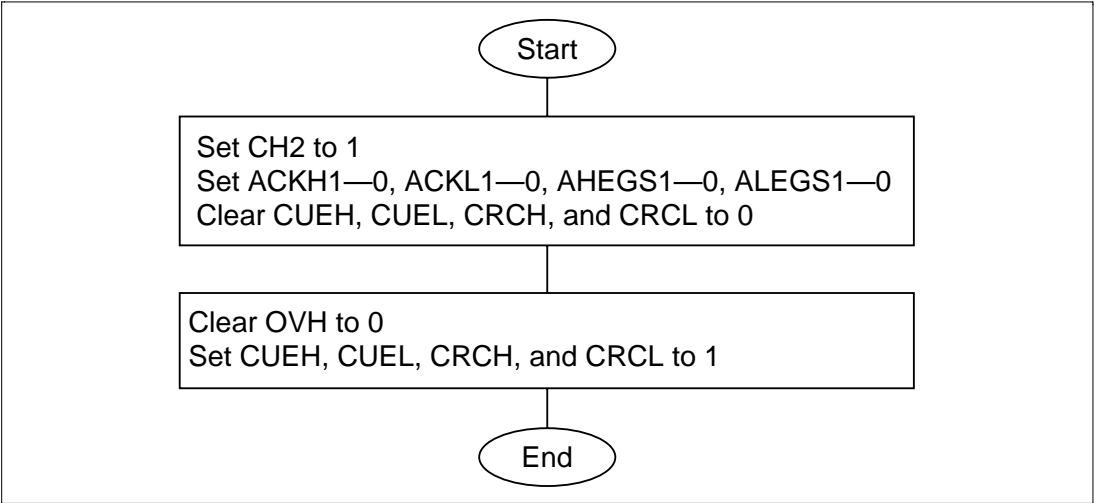 Start
Set CH2 to 1
Set ACKH1—0, ACKL1—0, AHEGS1—0, ALEGS1—0
Clear CUEH, CUEL, CRCH, and CRCL to 0
Clear OVH to 0
Set CUEH, CUEL, CRCH, and CRCL to 1
End